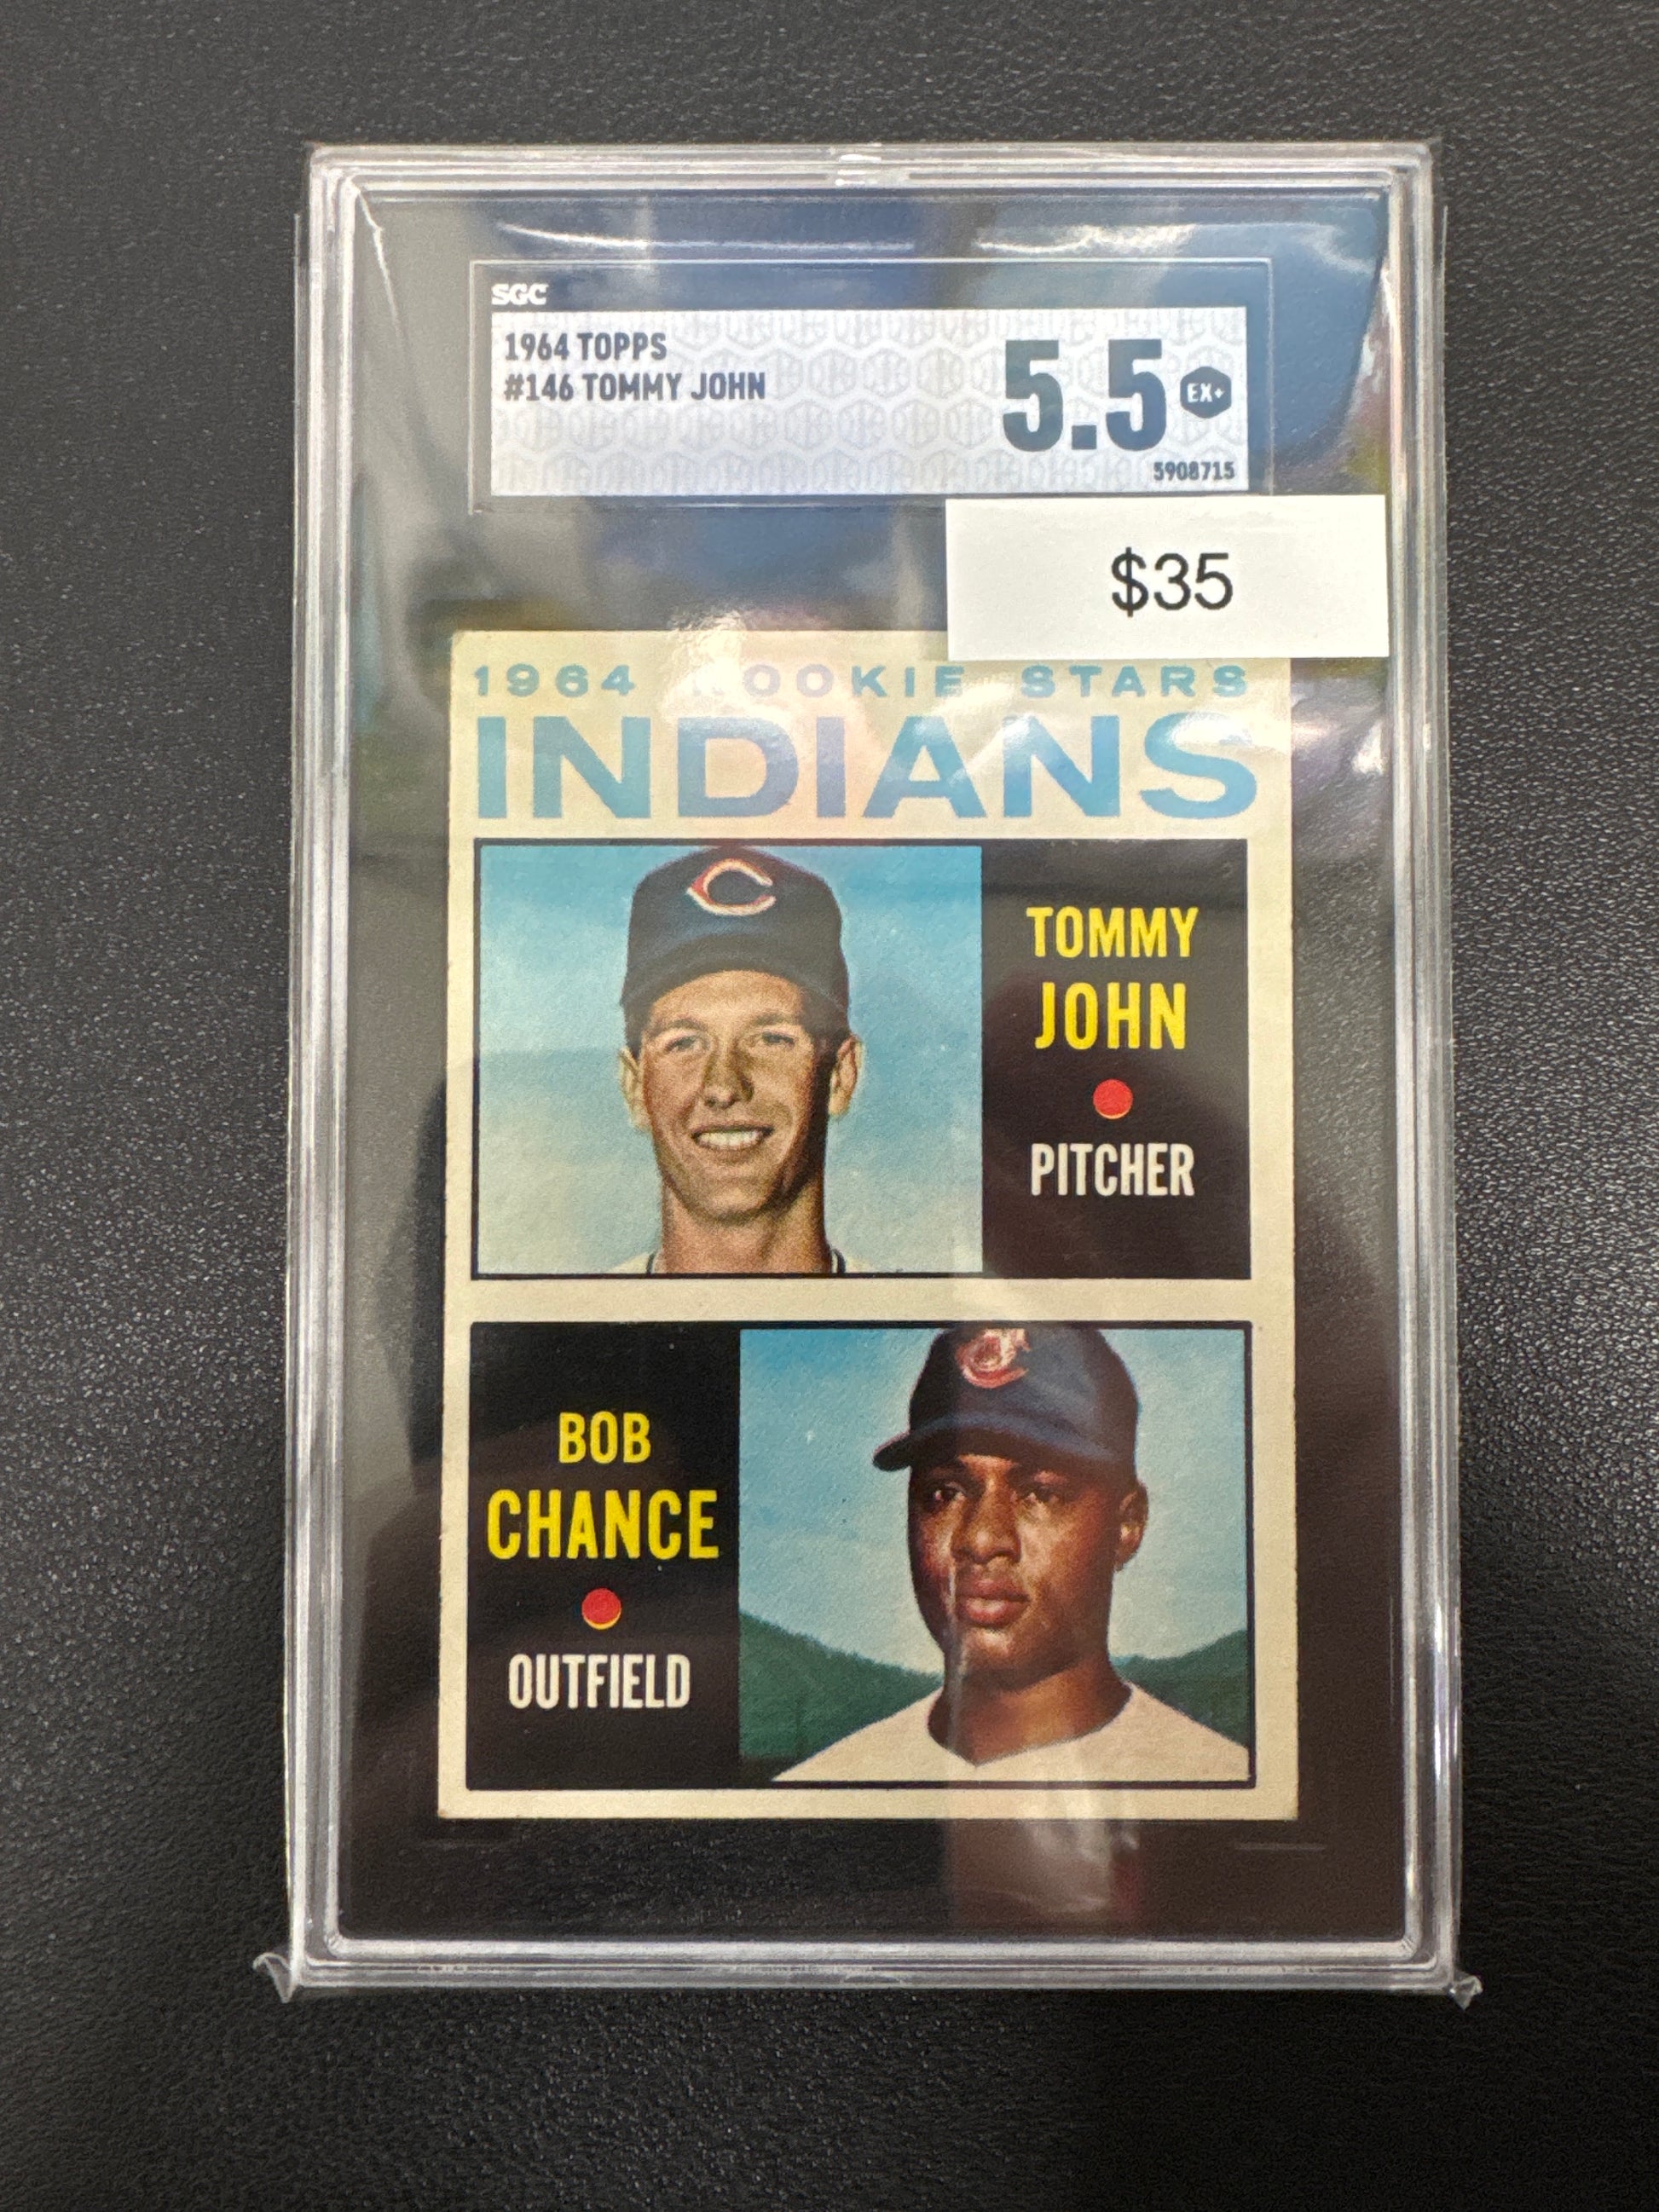 SGC
1964 TOPPS
#146 TOMMY JOHN
5.5 EX+
5908715
$35
1964 ROOKIE STARS
INDIANS
C
TOMMY
JOHN
PITCHER
C
BOB
CHANCE
OUTFIELD